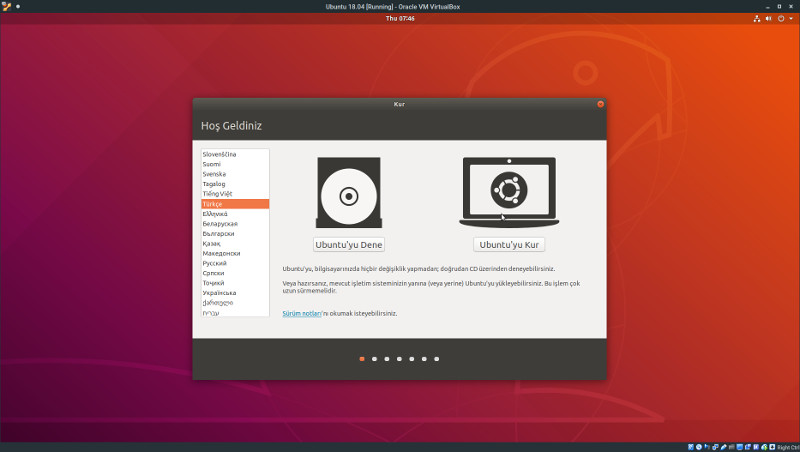 Ubuntu 18.04 [Running] - Oracle VM VirtualBox
Thu 07:46
Kur
Hoş Geldiniz
Slovenščina
Suomi
Svenska
Tagalog
Tiếng Việt
Türkçe
Ελληνικά
Беларуская
Български
Қазақ
Македонски
Русский
Српски
Тоҷикӣ
Українська
ქართული
עברית
Ubuntu'yu Dene
Ubuntu'yu Kur
Ubuntu'yu, bilgisayarınızda hiçbir değişiklik yapmadan; doğrudan CD üzerinden deneyebilirsiniz.
Veya hazırsanız, mevcut işletim sisteminizin yanına (veya yerine) Ubuntu'yu yükleyebilirsiniz. Bu işlem çok
uzun sürmemelidir.
Sürüm notları'nı okumak isteyebilirsiniz.
Right Ctrl